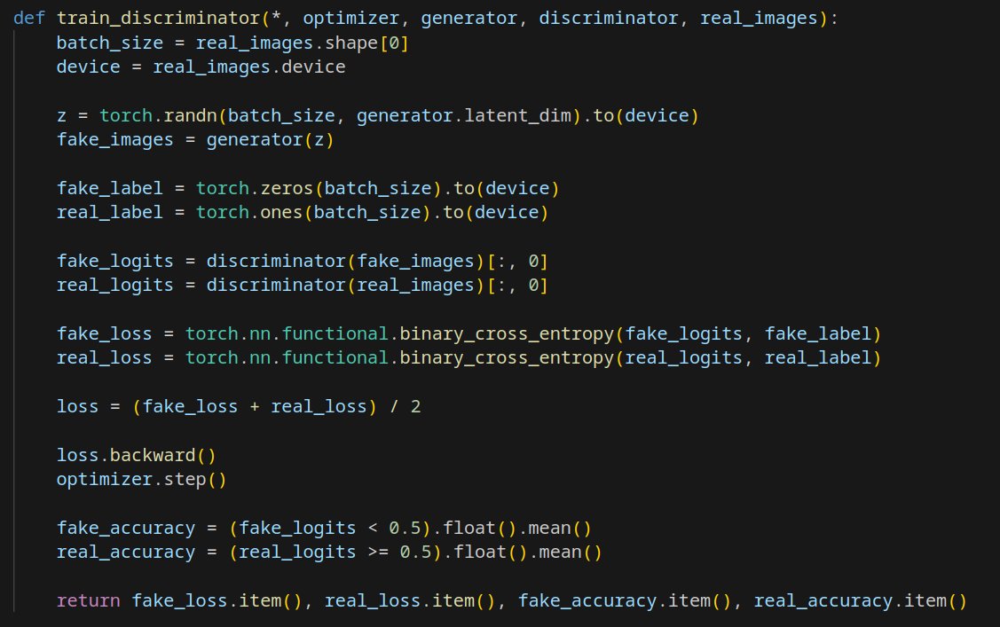 def train_discriminator(*, optimizer, generator, discriminator, real_images):
    batch_size = real_images.shape[0]
    device = real_images.device

    z = torch.randn(batch_size, generator.latent_dim).to(device)
    fake_images = generator(z)

    fake_label = torch.zeros(batch_size).to(device)
    real_label = torch.ones(batch_size).to(device)

    fake_logits = discriminator(fake_images)[:, 0]
    real_logits = discriminator(real_images)[:, 0]

    fake_loss = torch.nn.functional.binary_cross_entropy(fake_logits, fake_label)
    real_loss = torch.nn.functional.binary_cross_entropy(real_logits, real_label)

    loss = (fake_loss + real_loss) / 2

    loss.backward()
    optimizer.step()

    fake_accuracy = (fake_logits < 0.5).float().mean()
    real_accuracy = (real_logits >= 0.5).float().mean()

    return fake_loss.item(), real_loss.item(), fake_accuracy.item(), real_accuracy.item()